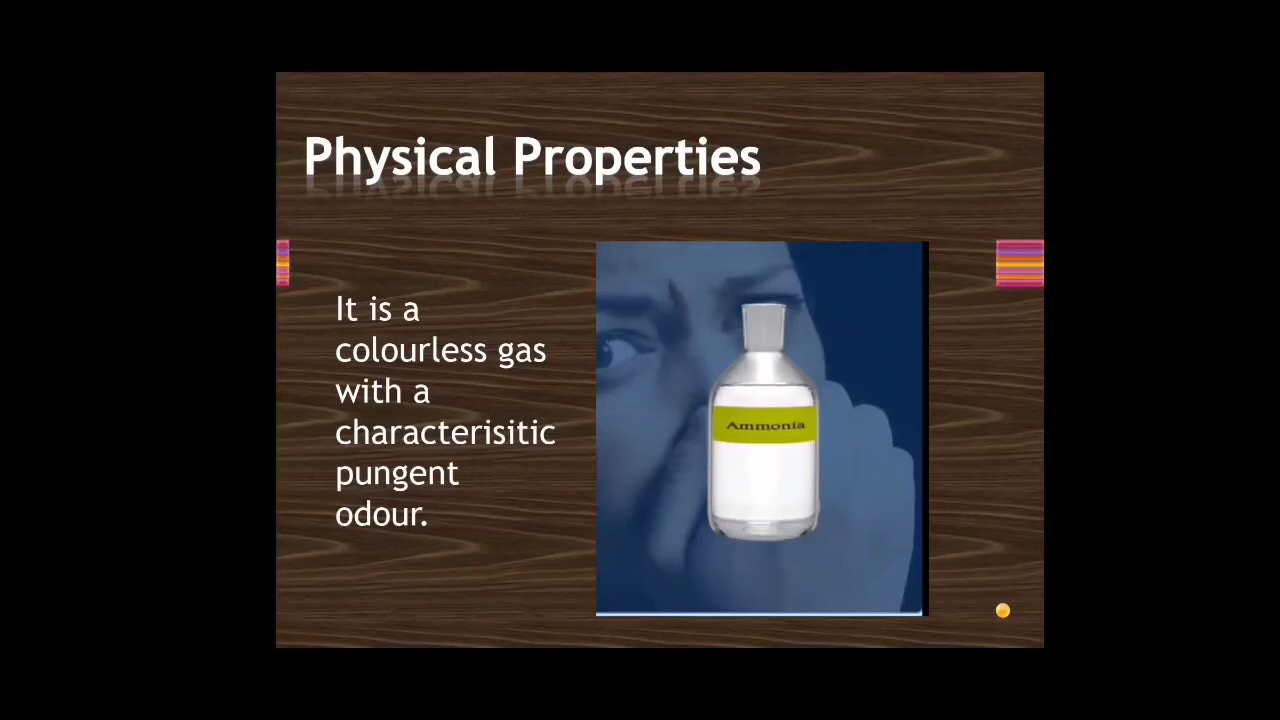 Physical Properties
It is a
colourless gas
with a
characterisitic
pungent
odour.
Ammonia